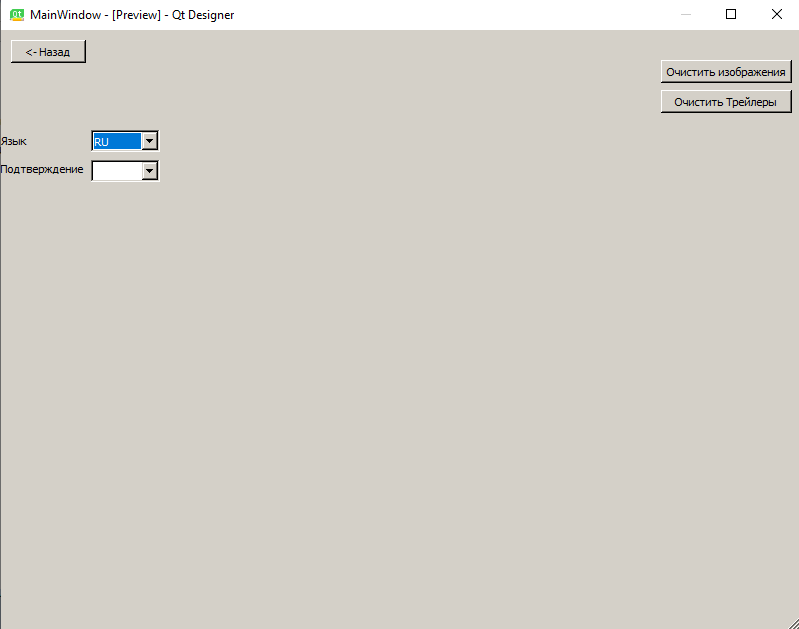 MainWindow - [Preview] - Qt Designer
<- Назад
Очистить изображения
Очистить Трейлеры
Язык
RU
Подтверждение